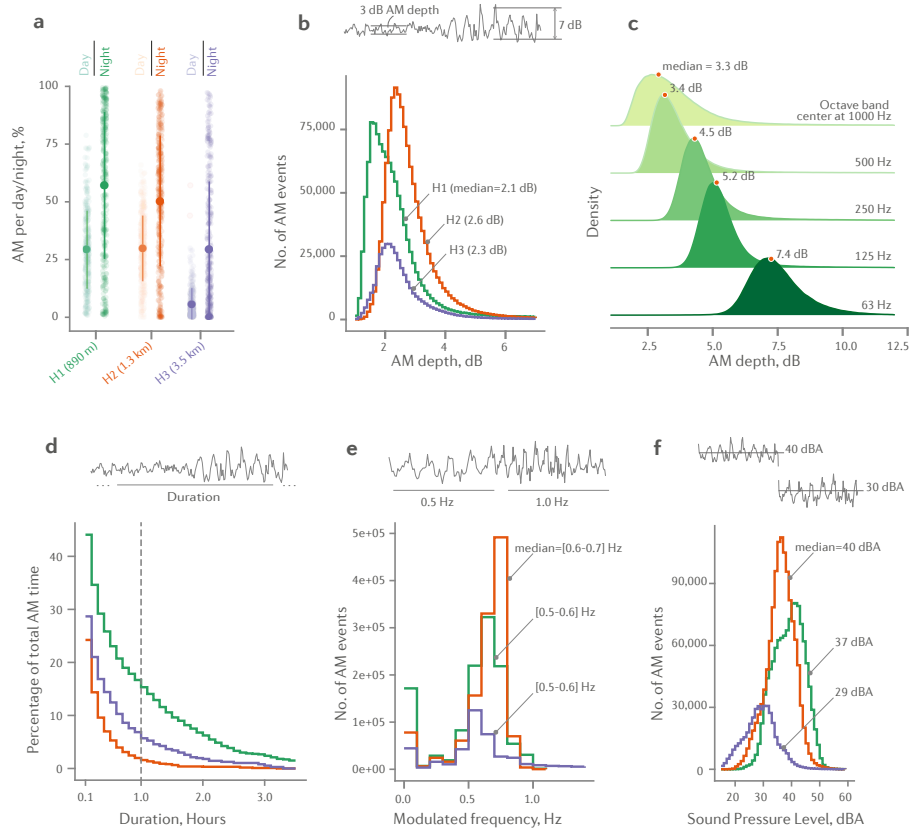 a
Day
Night
Day
Night
Day
Night
AM per day/night, %
100
75
50
25
0
H1 (890 m)
H2 (1.3 km)
H3 (3.5 km)
b
3 dB AM depth
7 dB
No. of AM events
75,000
50,000
25,000
0
H1 (median=2.1 dB)
H2 (2.6 dB)
H3 (2.3 dB)
2
4
6
AM depth, dB
c
median = 3.3 dB
3.4 dB
4.5 dB
5.2 dB
7.4 dB
Octave band
center at 1000 Hz
500 Hz
250 Hz
125 Hz
63 Hz
Density
2.5
5.0
7.5
10.0
12.5
AM depth, dB
d
...
Duration
...
Percentage of total AM time
40
30
20
10
0
0.1
1.0
2.0
3.0
Duration, Hours
e
0.5 Hz
1.0 Hz
No. of AM events
5e+05
4e+05
3e+05
2e+05
1e+05
0e+00
median=[0.6-0.7] Hz
[0.5-0.6] Hz
[0.5-0.6] Hz
0.0
0.5
1.0
Modulated frequency, Hz
f
40 dBA
30 dBA
No. of AM events
90,000
60,000
30,000
0
median=40 dBA
37 dBA
29 dBA
20
30
40
50
60
Sound Pressure Level, dBA